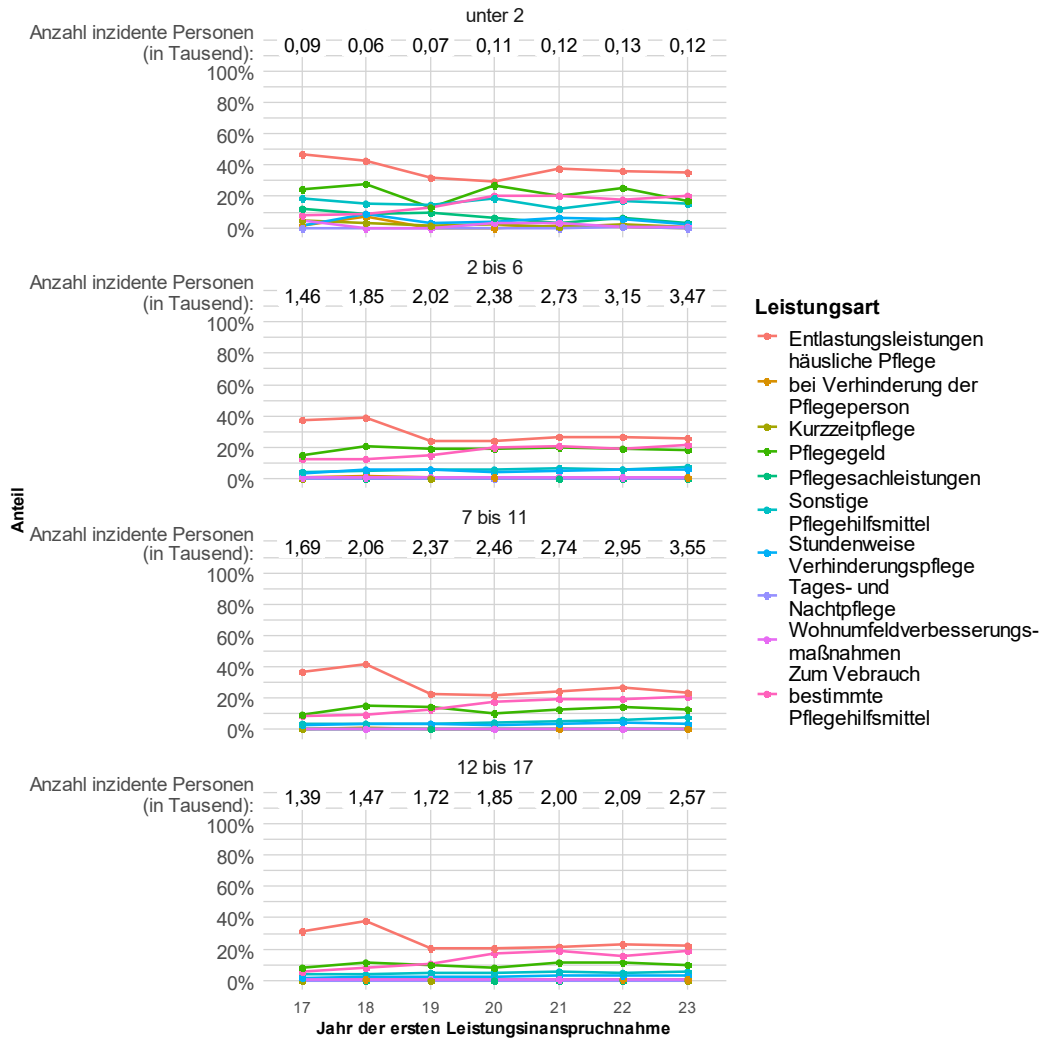 unter 2
Anzahl inzidente Personen
(in Tausend):
0,09 0,06 0,07 0,11 0,12 0,13 0,12
100%
80%
60%
40%
20%
0%
2 bis 6
Anzahl inzidente Personen
(in Tausend):
1,46 1,85 2,02 2,38 2,73 3,15 3,47
100%
80%
60%
40%
20%
0%
7 bis 11
Anzahl inzidente Personen
(in Tausend):
1,69 2,06 2,37 2,46 2,74 2,95 3,55
100%
80%
60%
40%
20%
0%
12 bis 17
Anzahl inzidente Personen
(in Tausend):
1,39 1,47 1,72 1,85 2,00 2,09 2,57
100%
80%
60%
40%
20%
0%
17 18 19 20 21 22 23
Jahr der ersten Leistungsinanspruchnahme
Anteil
Leistungsart
Entlastungsleistungen
häusliche Pflege
bei Verhinderung der
Pflegeperson
Kurzzeitpflege
Pflegegeld
Pflegesachleistungen
Sonstige
Pflegehilfsmittel
Stundenweise
Verhinderungspflege
Tages- und
Nachtpflege
Wohnumfeldverbesserungs-
maßnahmen
Zum Vebrauch
bestimmte
Pflegehilfsmittel